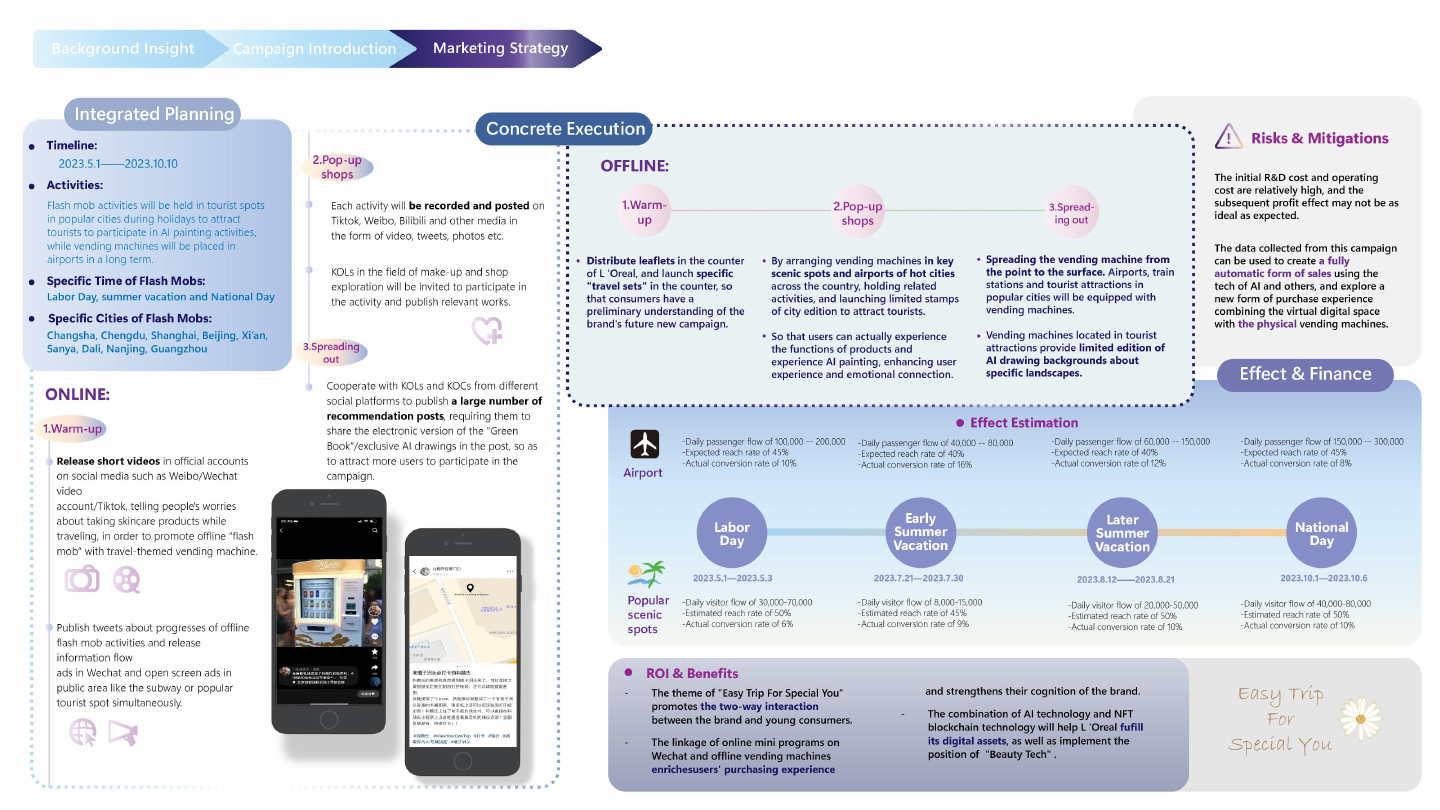 Background Insight
Campaign Introduction
Marketing Strategy
Integrated Planning
Timeline:
2023.5.1——2023.10.10
Activities:
Flash mob activities will be held in tourist spots
in popular cities during holidays to attract
tourists to participate in AI painting activities,
while vending machines will be placed in
airports in a long term.
Specific Time of Flash Mobs:
Labor Day, summer vacation and National Day
Specific Cities of Flash Mobs:
Changsha, Chengdu, Shanghai, Beijing, Xi'an,
Sanya, Dali, Nanjing, Guangzhou
ONLINE:
1.Warm-up
Release short videos in official accounts
on social media such as Weibo/Wechat
video
account/Tiktok, telling people's worries
about taking skincare products while
traveling, in order to promote offline "flash
mob" with travel-themed vending machine.
Publish tweets about progresses of offline
flash mob activities and release
information flow
ads in Wechat and open screen ads in
public area like the subway or popular
tourist spot simultaneously.
2.Pop-up
shops
Each activity will be recorded and posted on
Tiktok, Weibo, Bilibili and other media in
the form of video, tweets, photos etc.
KOLs in the field of make-up and shop
exploration will be invited to participate in
the activity and publish relevant works.
3.Spreading
out
Cooperate with KOLs and KOCs from different
social platforms to publish a large number of
recommendation posts, requiring them to
share the electronic version of the "Green
Book"/exclusive AI drawings in the post, so as
to attract more users to participate in the
campaign.
Concrete Execution
OFFLINE:
1.Warm-
up
2.Pop-up
shops
3.Spread-
ing out
• Distribute leaflets in the counter
of L 'Oreal, and launch specific
"travel sets" in the counter, so
that consumers have a
preliminary understanding of the
brand's future new campaign.
• By arranging vending machines in key
scenic spots and airports of hot cities
across the country, holding related
activities, and launching limited stamps
of city edition to attract tourists.
• So that users can actually experience
the functions of products and
experience AI painting, enhancing user
experience and emotional connection.
• Spreading the vending machine from
the point to the surface. Airports, train
stations and tourist attractions in
popular cities will be equipped with
vending machines.
• Vending machines located in tourist
attractions provide limited edition of
AI drawing backgrounds about
specific landscapes.
Risks & Mitigations
The initial R&D cost and operating
cost are relatively high, and the
subsequent profit effect may not be as
ideal as expected.
The data collected from this campaign
can be used to create a fully
automatic form of sales using the
tech of AI and others, and explore a
new form of purchase experience
combining the virtual digital space
with the physical vending machines.
Effect & Finance
Effect Estimation
Airport
-Daily passenger flow of 100,000 -- 200,000
-Expected reach rate of 45%
-Actual conversion rate of 10%
-Daily passenger flow of 40,000 -- 80,000
-Expected reach rate of 40%
-Actual conversion rate of 16%
-Daily passenger flow of 60,000 -- 150,000
-Expected reach rate of 40%
-Actual conversion rate of 12%
-Daily passenger flow of 150,000 -- 300,000
-Expected reach rate of 45%
-Actual conversion rate of 8%
Labor
Day
Early
Summer
Vacation
Later
Summer
Vacation
National
Day
2023.5.1—2023.5.3
2023.7.21—2023.7.30
2023.8.12——2023.8.21
2023.10.1—2023.10.6
Popular
scenic
spots
-Daily visitor flow of 30,000-70,000
-Estimated reach rate of 50%
-Actual conversion rate of 6%
-Daily visitor flow of 8,000-15,000
-Estimated reach rate of 45%
-Actual conversion rate of 9%
-Daily visitor flow of 20,000-50,000
-Estimated reach rate of 50%
-Actual conversion rate of 10%
-Daily visitor flow of 40,000-80,000
-Estimated reach rate of 50%
-Actual conversion rate of 10%
ROI & Benefits
- The theme of "Easy Trip For Special You"
promotes the two-way interaction
between the brand and young consumers.
- The linkage of online mini programs on
Wechat and offline vending machines
enrichesusers' purchasing experience
and strengthens their cognition of the brand.
- The combination of AI technology and NFT
blockchain technology will help L 'Oreal fufill
its digital assets, as well as implement the
position of "Beauty Tech" .
Easy Trip
For
Special You